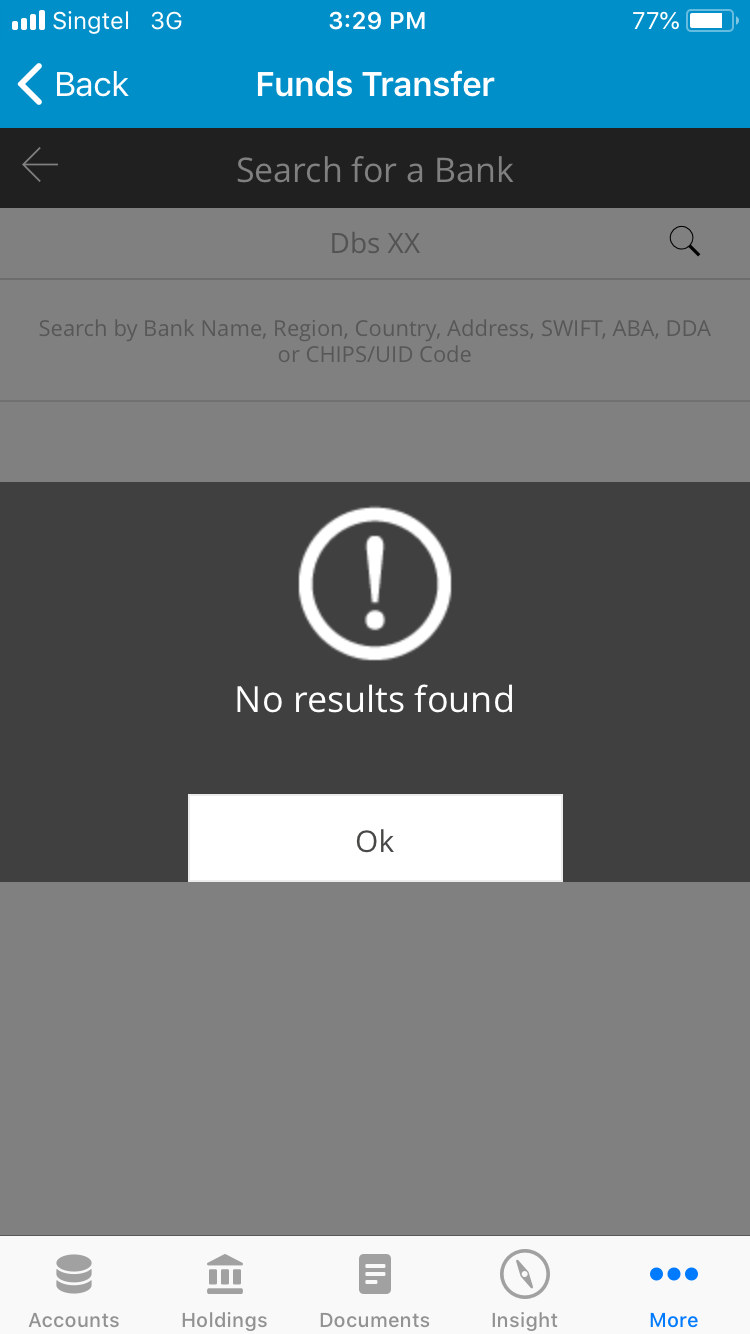 Singtel 3G 3:29 PM 77%
Back Funds Transfer
Search for a Bank
Dbs XX
Search by Bank Name, Region, Country, Address, SWIFT, ABA, DDA
or CHIPS/UID Code
No results found
Ok
Accounts Holdings Documents Insight More